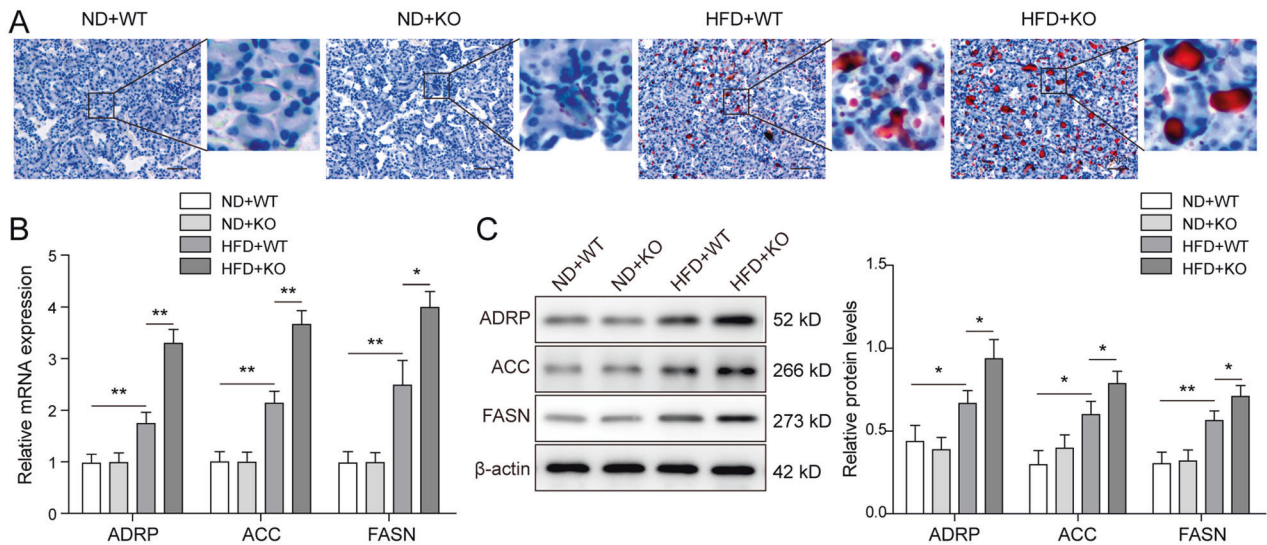 A
ND+WT
ND+KO
HFD+WT
HFD+KO
B
ND+WT
ND+KO
HFD+WT
HFD+KO
Relative mRNA expression
5
4
3
2
1
0
**
**
**
**
**
*
ADRP
ACC
FASN
C
ND+WT
ND+KO
HFD+WT
HFD+KO
ADRP
52 kD
ACC
266 kD
FASN
273 kD
β-actin
42 kD
ND+WT
ND+KO
HFD+WT
HFD+KO
Relative protein levels
1.5
1.0
0.5
0.0
*
*
*
*
**
*
ADRP
ACC
FASN